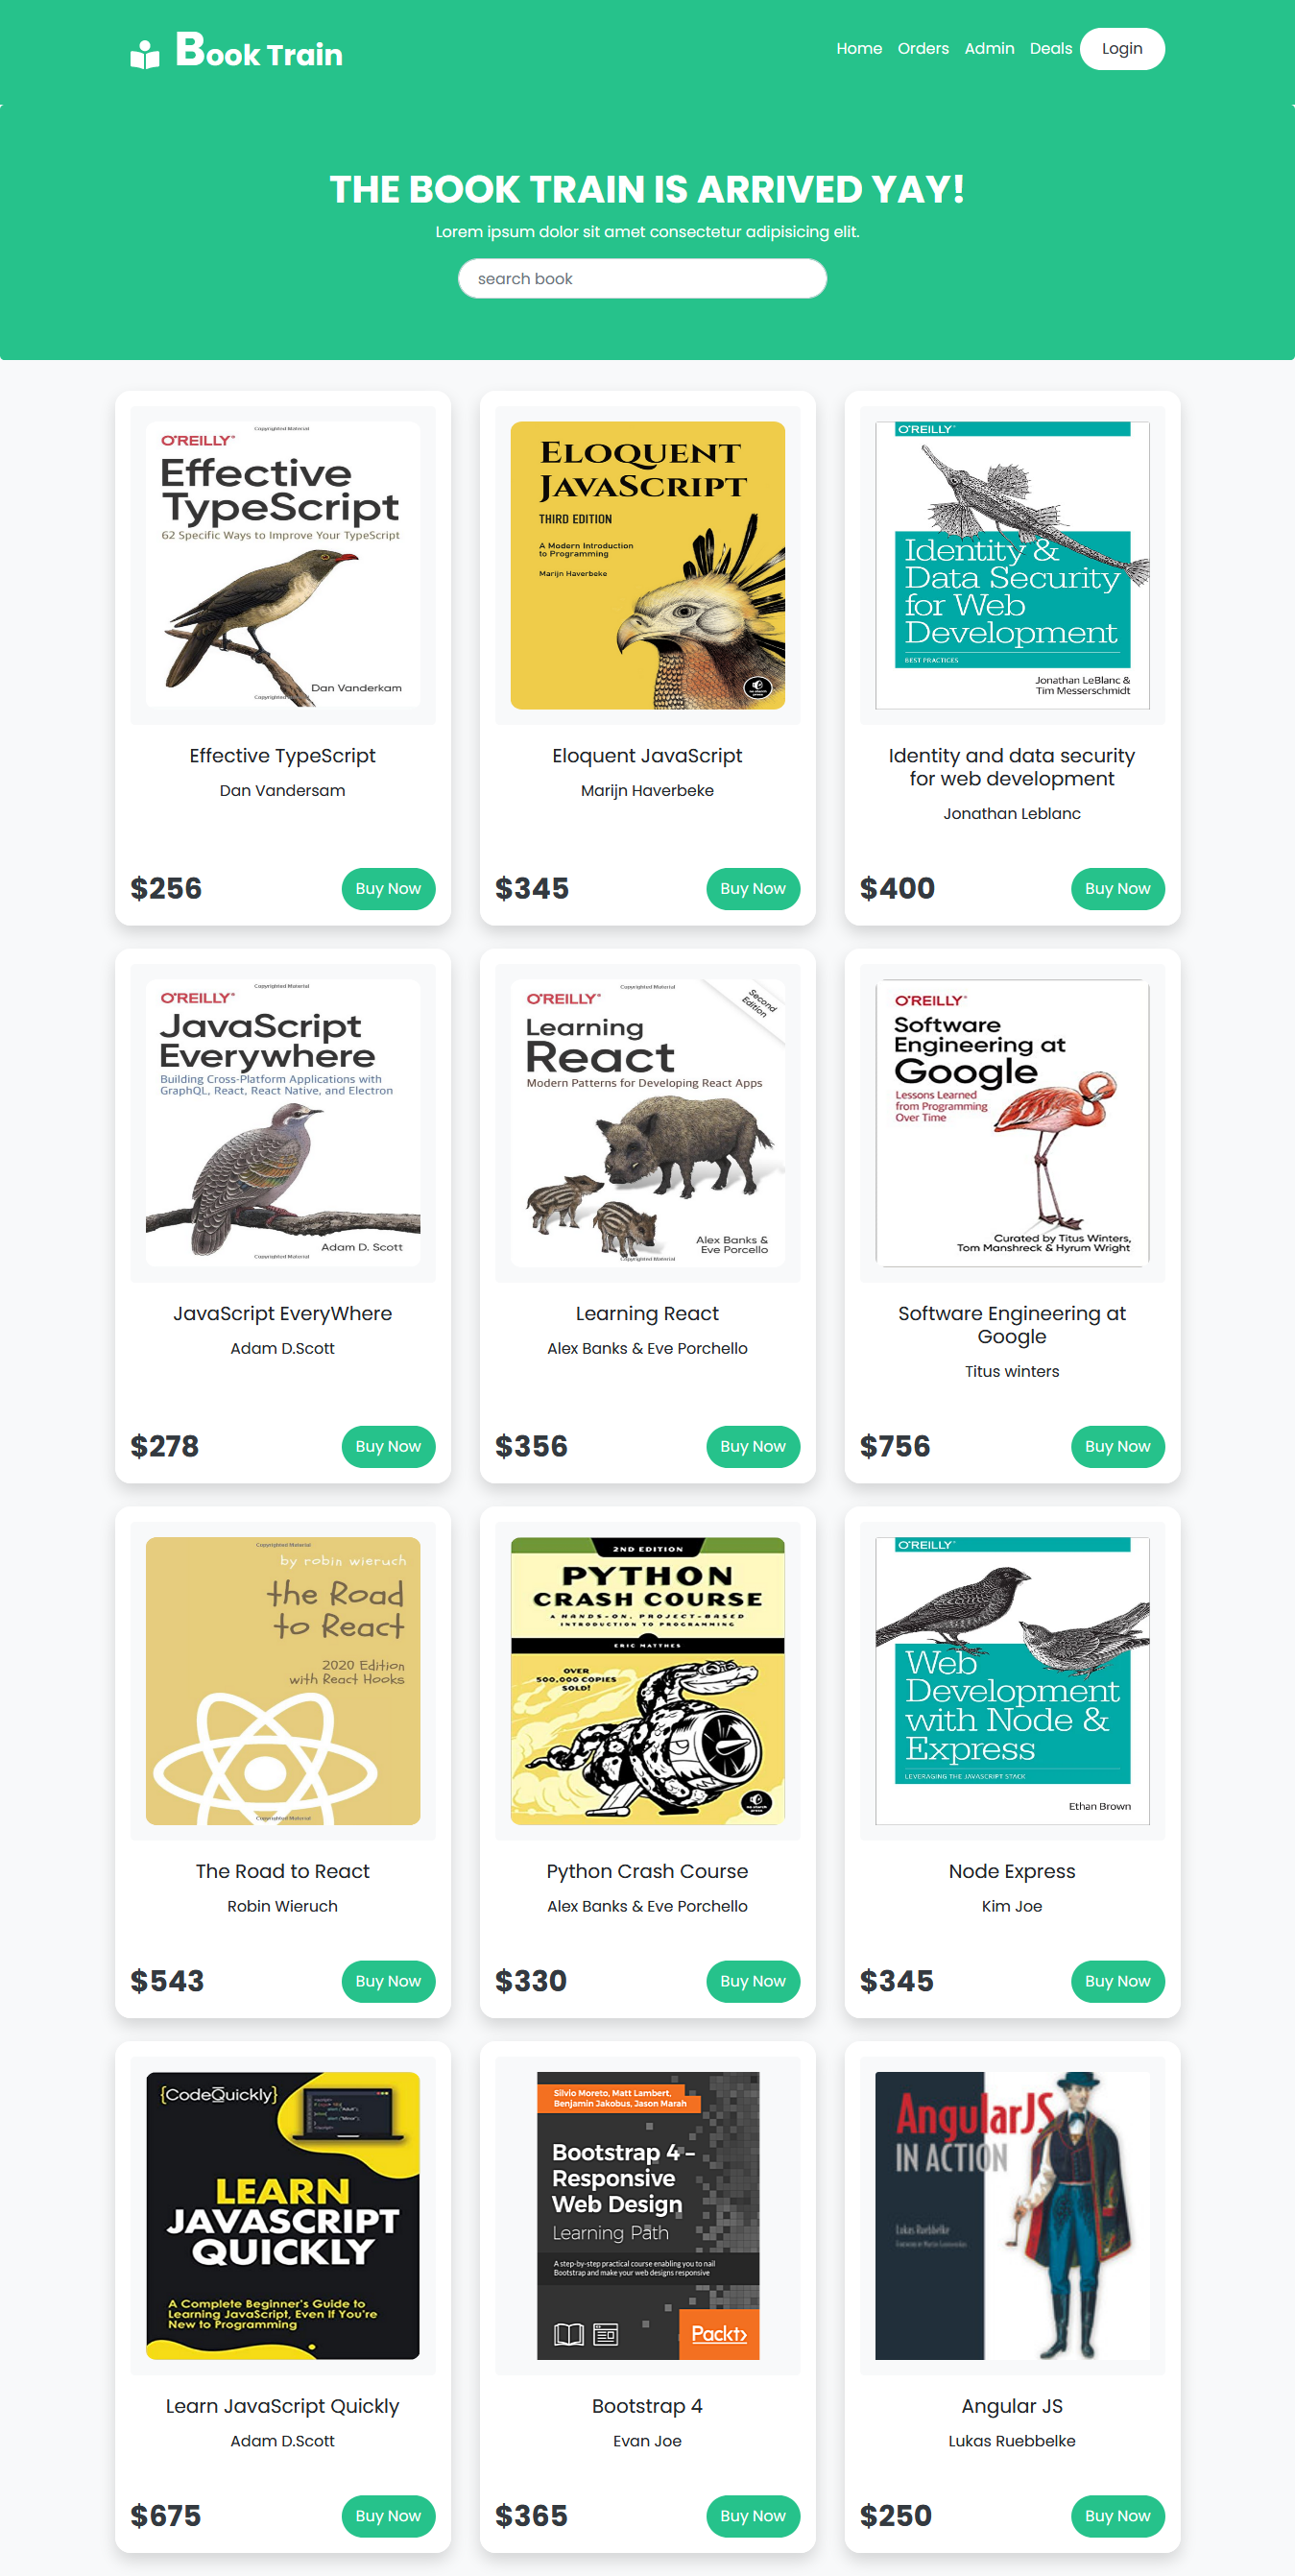 Book Train
Home Orders Admin Deals Login
THE BOOK TRAIN IS ARRIVED YAY!
Lorem ipsum dolor sit amet consectetur adipisicing elit.
search book
Copyrighted Material
O'REILLY®
Effective
TypeScript
62 Specific Ways to Improve Your TypeScript
Dan Vanderkam
Copyrighted
Effective TypeScript
Dan Vandersam
$256
Buy Now
ELOQUENT
JAVASCRIPT
THIRD EDITION
A Modern Introduction
to Programming
Marijn Haverbeke
Eloquent JavaScript
Marijn Haverbeke
$345
Buy Now
O'REILLY®
Identity &
Data Security
for Web
Development
BEST PRACTICES
Jonathan LeBlanc &
Tim Messerschmidt
Identity and data security
for web development
Jonathan Leblanc
$400
Buy Now
Copyrighted Material
O'REILLY®
JavaScript
Everywhere
Building Cross-Platform Applications with
GraphQL, React, React Native, and Electron
Adam D. Scott
Copyrighted Material
JavaScript EveryWhere
Adam D.Scott
$278
Buy Now
Copyrighted Material
Second
Edition
O'REILLY®
Learning
React
Modern Patterns for Developing React Apps
Alex Banks &
Eve Porcello
Copyrighted Material
Learning React
Alex Banks & Eve Porchello
$356
Buy Now
O'REILLY®
Software
Engineering at
Google
Lessons Learned
from Programming
Over Time
Curated by Titus Winters,
Tom Manshreck & Hyrum Wright
Software Engineering at
Google
Titus winters
$756
Buy Now
Copyrighted Material
by robin wieruch
the Road
to React
2020 Edition
with React Hooks
Copyrighted Material
The Road to React
Robin Wieruch
$543
Buy Now
2ND EDITION
PYTHON
CRASH COURSE
A HANDS-ON, PROJECT-BASED
INTRODUCTION TO PROGRAMMING
ERIC MATTHES
OVER
500,000 COPIES
SOLD!
Python Crash Course
Alex Banks & Eve Porchello
$330
Buy Now
O'REILLY®
Web
Development
with Node &
Express
LEVERAGING THE JAVASCRIPT STACK
Ethan Brown
Node Express
Kim Joe
$345
Buy Now
{CodeQuickly}
LEARN
JAVASCRIPT
QUICKLY
A Complete Beginner's Guide to
Learning JavaScript, Even If You're
New to Programming
Learn JavaScript Quickly
Adam D.Scott
$675
Buy Now
Silvio Moreto, Matt Lambert,
Benjamin Jakobus, Jason Marah
Bootstrap 4 –
Responsive
Web Design
Learning Path
A step-by-step practical course enabling you to nail
Bootstrap and make your web designs responsive
Packt>
Bootstrap 4
Evan Joe
$365
Buy Now
AngularJS
IN ACTION
Lukas Ruebbelke
Angular JS
Lukas Ruebbelke
$250
Buy Now